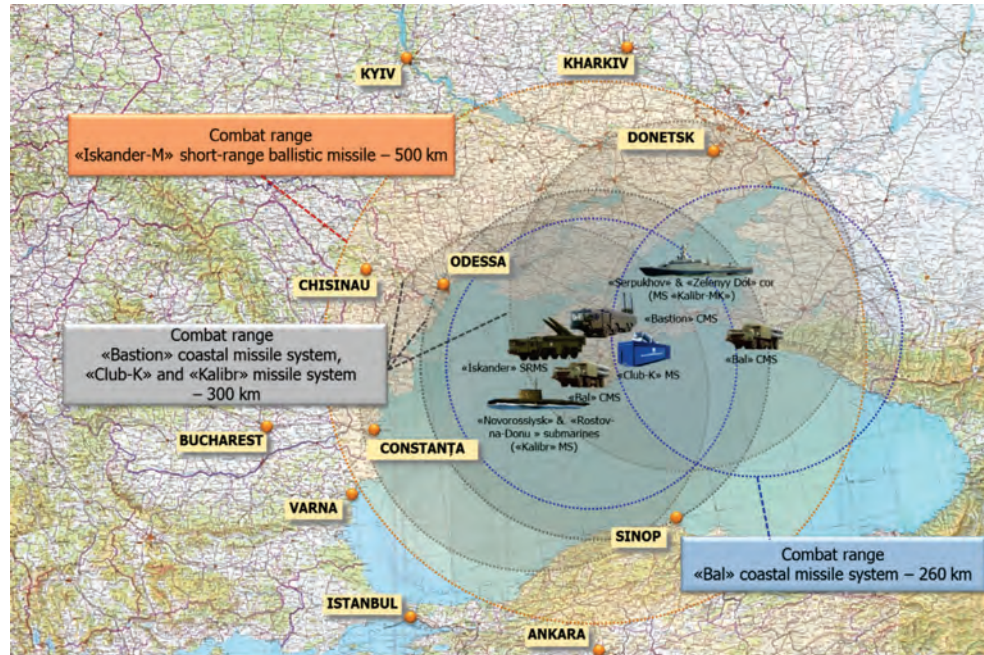 KYIV
KHARKIV
Combat range
«Iskander-M» short-range ballistic missile – 500 km
DONETSK
ODESSA
CHISINAU
«Serpukhov» & «Zelenyy Dol» cor
(MS «Kalibr-MK»)
«Bastion» CMS
Combat range
«Bastion» coastal missile system,
«Club-K» and «Kalibr» missile system
– 300 km
«Bal» CMS
«Iskander» SRMS
«Club-K» MS
«Bal» CMS
«Novorossiysk» & «Rostov-
na-Donu » submarines
(«Kalibr» MS)
BUCHAREST
CONSTANȚA
VARNA
SINOP
Combat range
«Bal» coastal missile system – 260 km
ISTANBUL
ANKARA